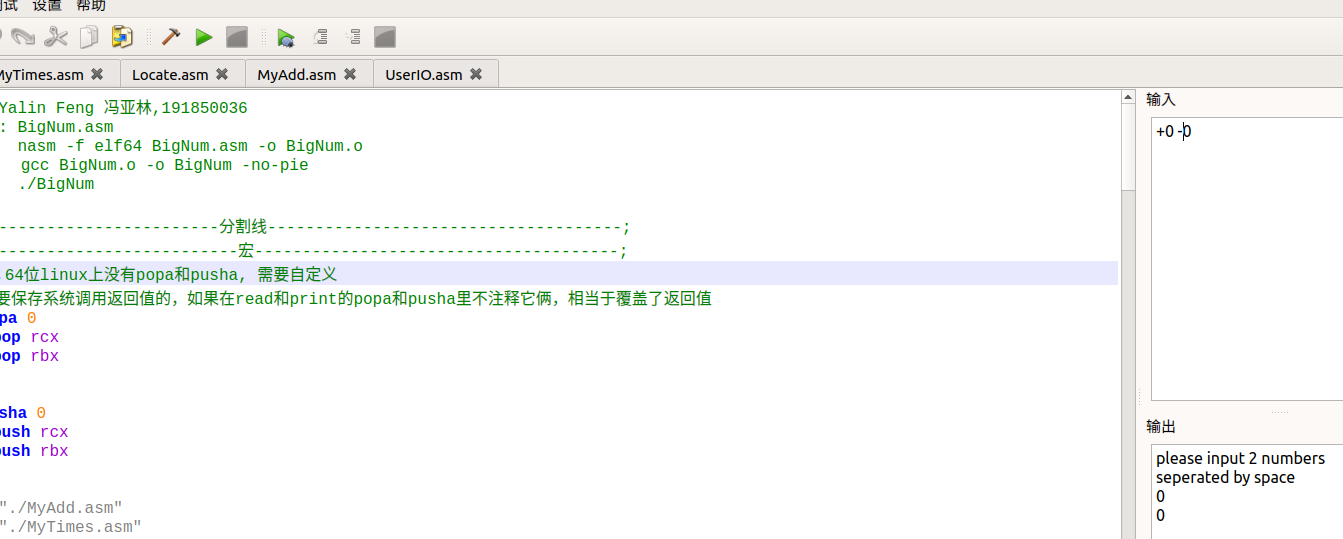 设置 帮助
MyTimes.asm Locate.asm MyAdd.asm UserIO.asm
Yalin Feng 冯亚林,191850036
: BigNum.asm
nasm -f elf64 BigNum.asm -o BigNum.o
gcc BigNum.o -o BigNum -no-pie
./BigNum
-----------------------分割线-------------------------------------;
-------------------------宏--------------------------------------;
64位linux上没有popa和pusha, 需要自定义
要保存系统调用返回值的，如果在read和print的popa和pusha里不注释它俩，相当于覆盖了返回值
pa 0
pop rcx
pop rbx
sha 0
push rcx
push rbx
"./MyAdd.asm"
"./MyTimes.asm"
输入
+0 -0
输出
please input 2 numbers
seperated by space
0
0